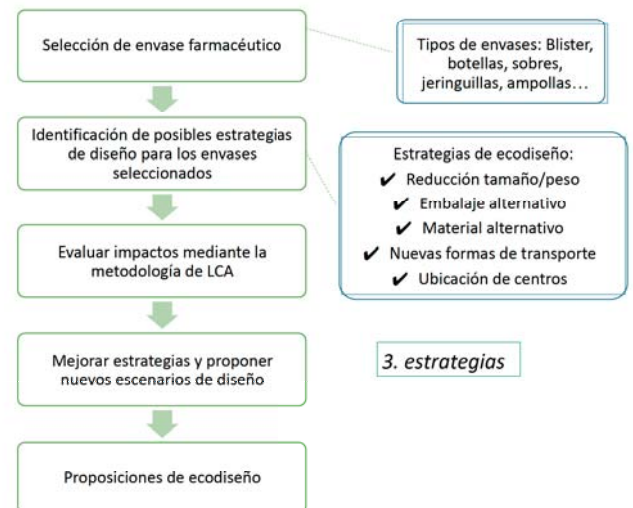 Selección de envase farmacéutico
Tipos de envases: Blister,
botellas, sobres,
jeringuillas, ampollas...
Identificación de posibles estrategias
de diseño para los envases
seleccionados
Estrategias de ecodiseño:
✔ Reducción tamaño/peso
✔ Embalaje alternativo
✔ Material alternativo
✔ Nuevas formas de transporte
✔ Ubicación de centros
Evaluar impactos mediante la
metodología de LCA
Mejorar estrategias y proponer
nuevos escenarios de diseño
3. estrategias
Proposiciones de ecodiseño